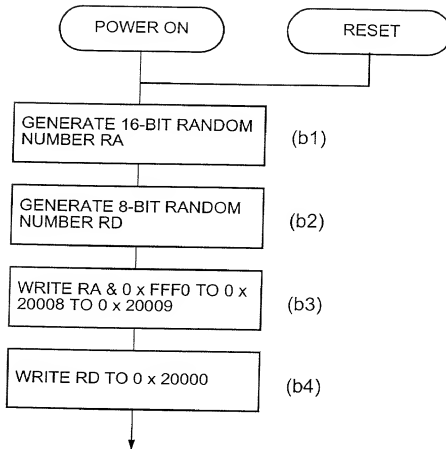 POWER ON
RESET
GENERATE 16-BIT RANDOM
NUMBER RA
(b1)
GENERATE 8-BIT RANDOM
NUMBER RD
(b2)
WRITE RA & 0 x FFF0 TO 0 x
20008 TO 0 x 20009
(b3)
WRITE RD TO 0 x 20000
(b4)